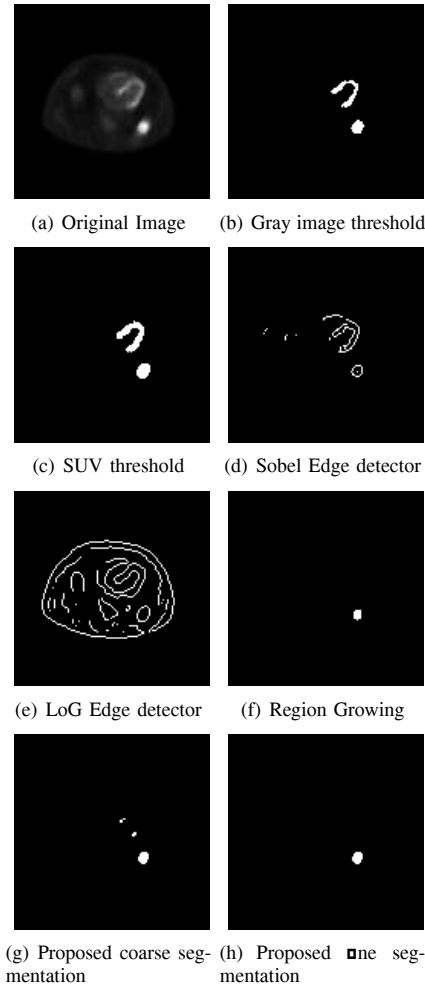 (a) Original Image
(b) Gray image threshold
(c) SUV threshold
(d) Sobel Edge detector
(e) LoG Edge detector
(f) Region Growing
(g) Proposed coarse seg-
mentation
(h) Proposed ne seg-
mentation